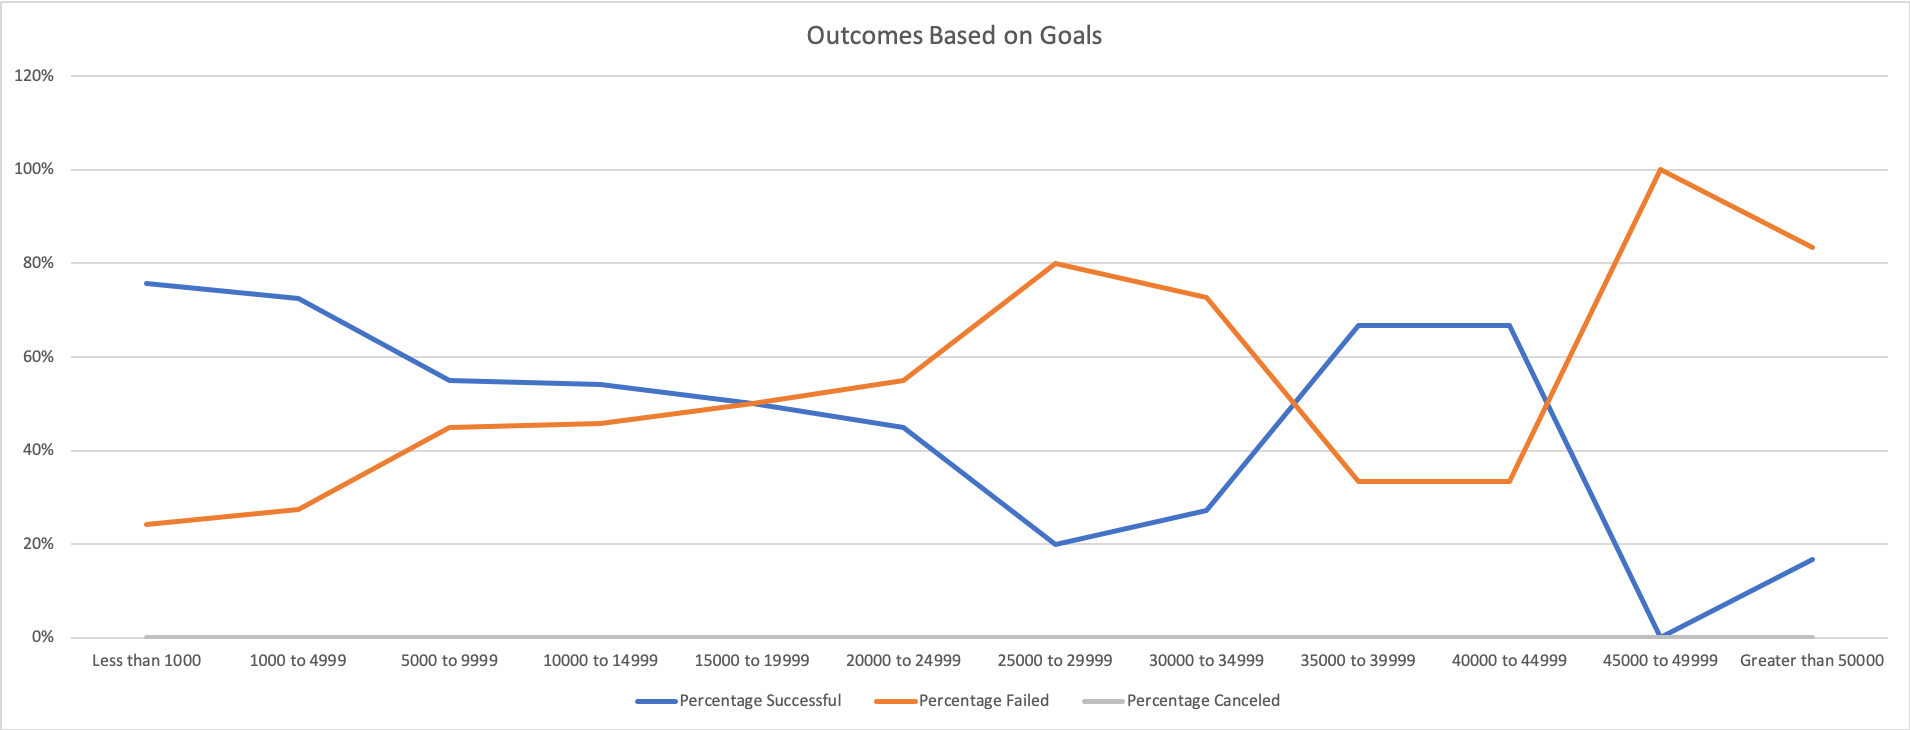 Outcomes Based on Goals
120%
100%
80%
60%
40%
20%
0%
Less than 1000 1000 to 4999 5000 to 9999 10000 to 14999 15000 to 19999 20000 to 24999 25000 to 29999 30000 to 34999 35000 to 39999 40000 to 44999 45000 to 49999 Greater than 50000
Percentage Successful Percentage Failed Percentage Canceled